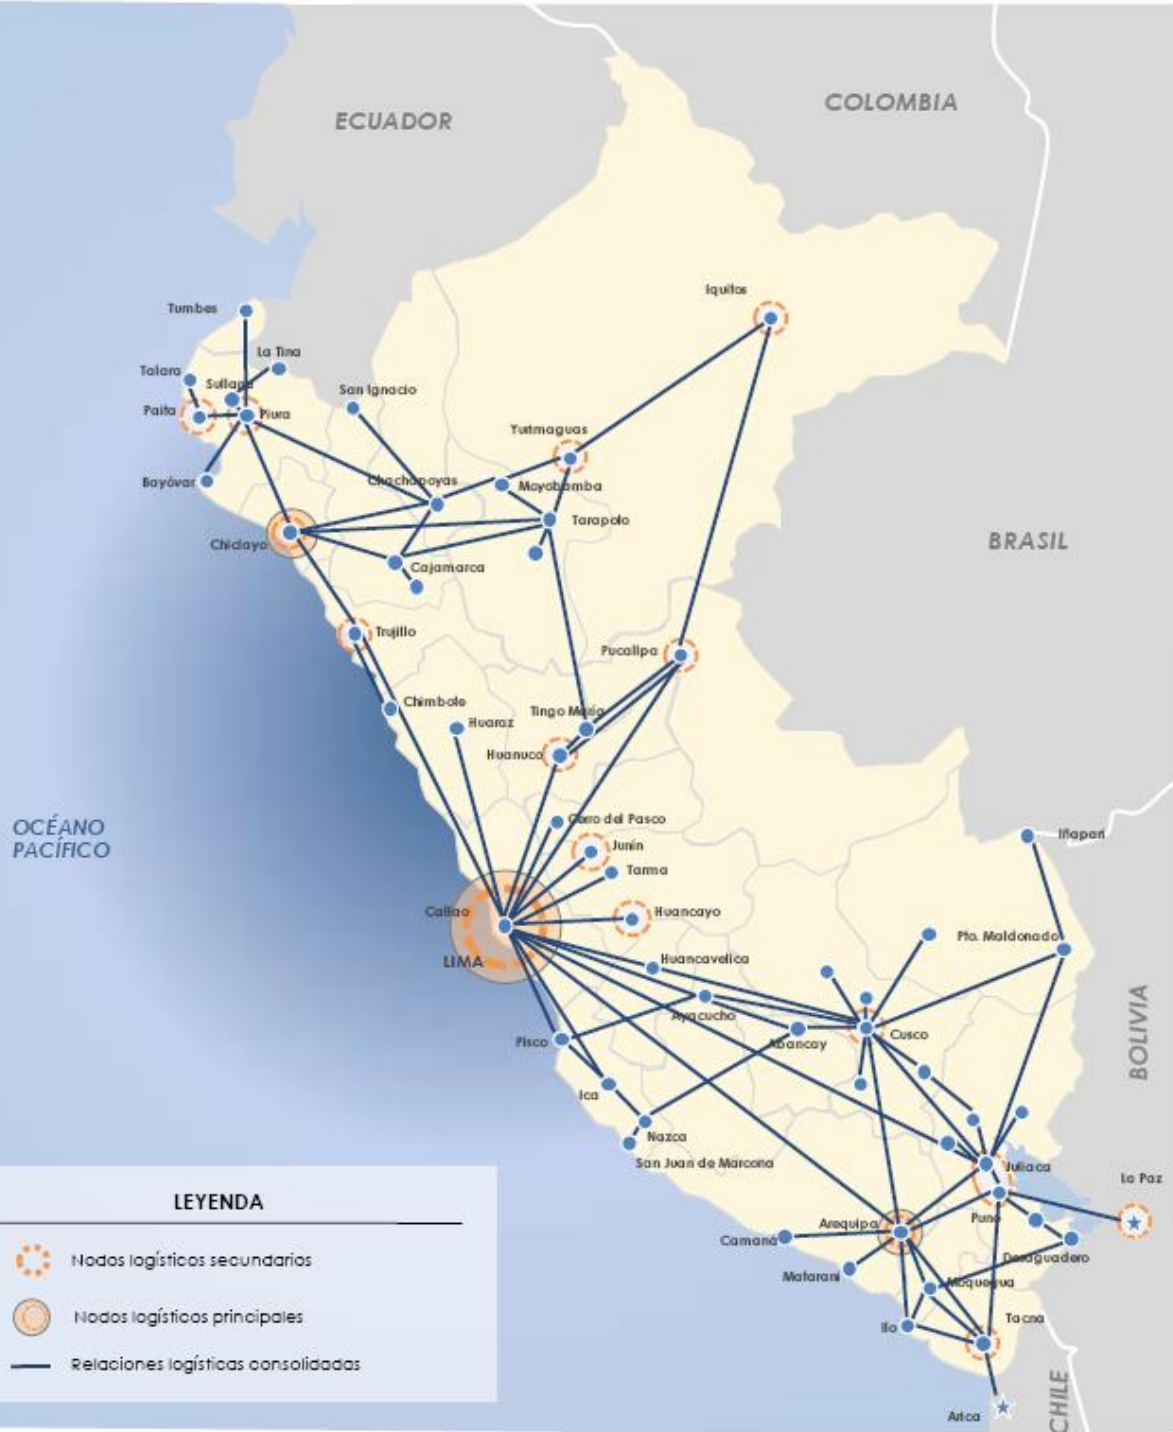 COLOMBIA
ECUADOR
Iquitos
Tumbes
La Tina
Talara
Sullana
San Ignacio
Paita
Piura
Yurimaguas
Bayóvar
Chachapoyas
Moyobamba
Tarapolo
Chiclayo
BRASIL
Cajamarca
Trujillo
Pucallpa
Chimbote
Tingo María
Huaraz
Huanuco
OCÉANO
PACÍFICO
Cerro del Pasco
Iñapari
Junín
Tarma
Callao
Huancayo
Pto. Maldonado
LIMA
Huancavelica
Ayacucho
BOLIVIA
Pisco
Abancay
Cusco
Ica
Nazca
San Juan de Marcona
Juliaca
La Paz
LEYENDA
Puno
Arequipa
Camaná
Desaguadero
Nodos logísticos secundarios
Matarani
Moquegua
Nodos logísticos principales
Tacna
Ilo
Relaciones logísticas consolidadas
CHILE
Arica